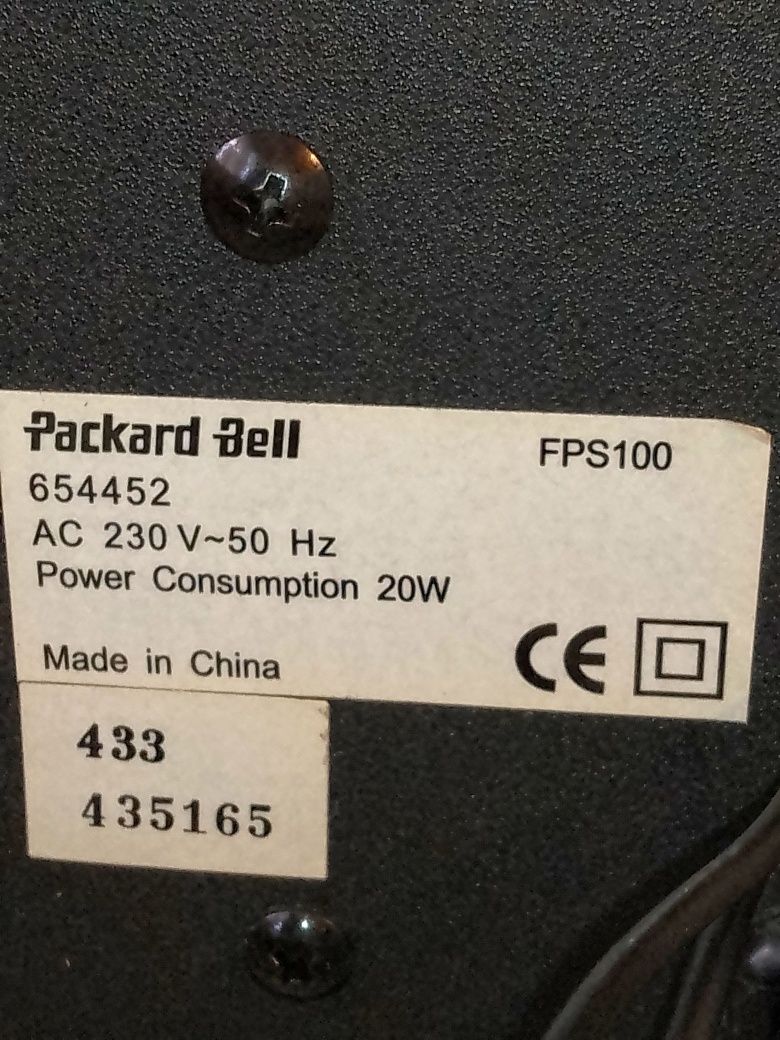 Packard Bell FPS100
654452
AC 230 V~50 Hz
Power Consumption 20W
Made in China CE
433
435165